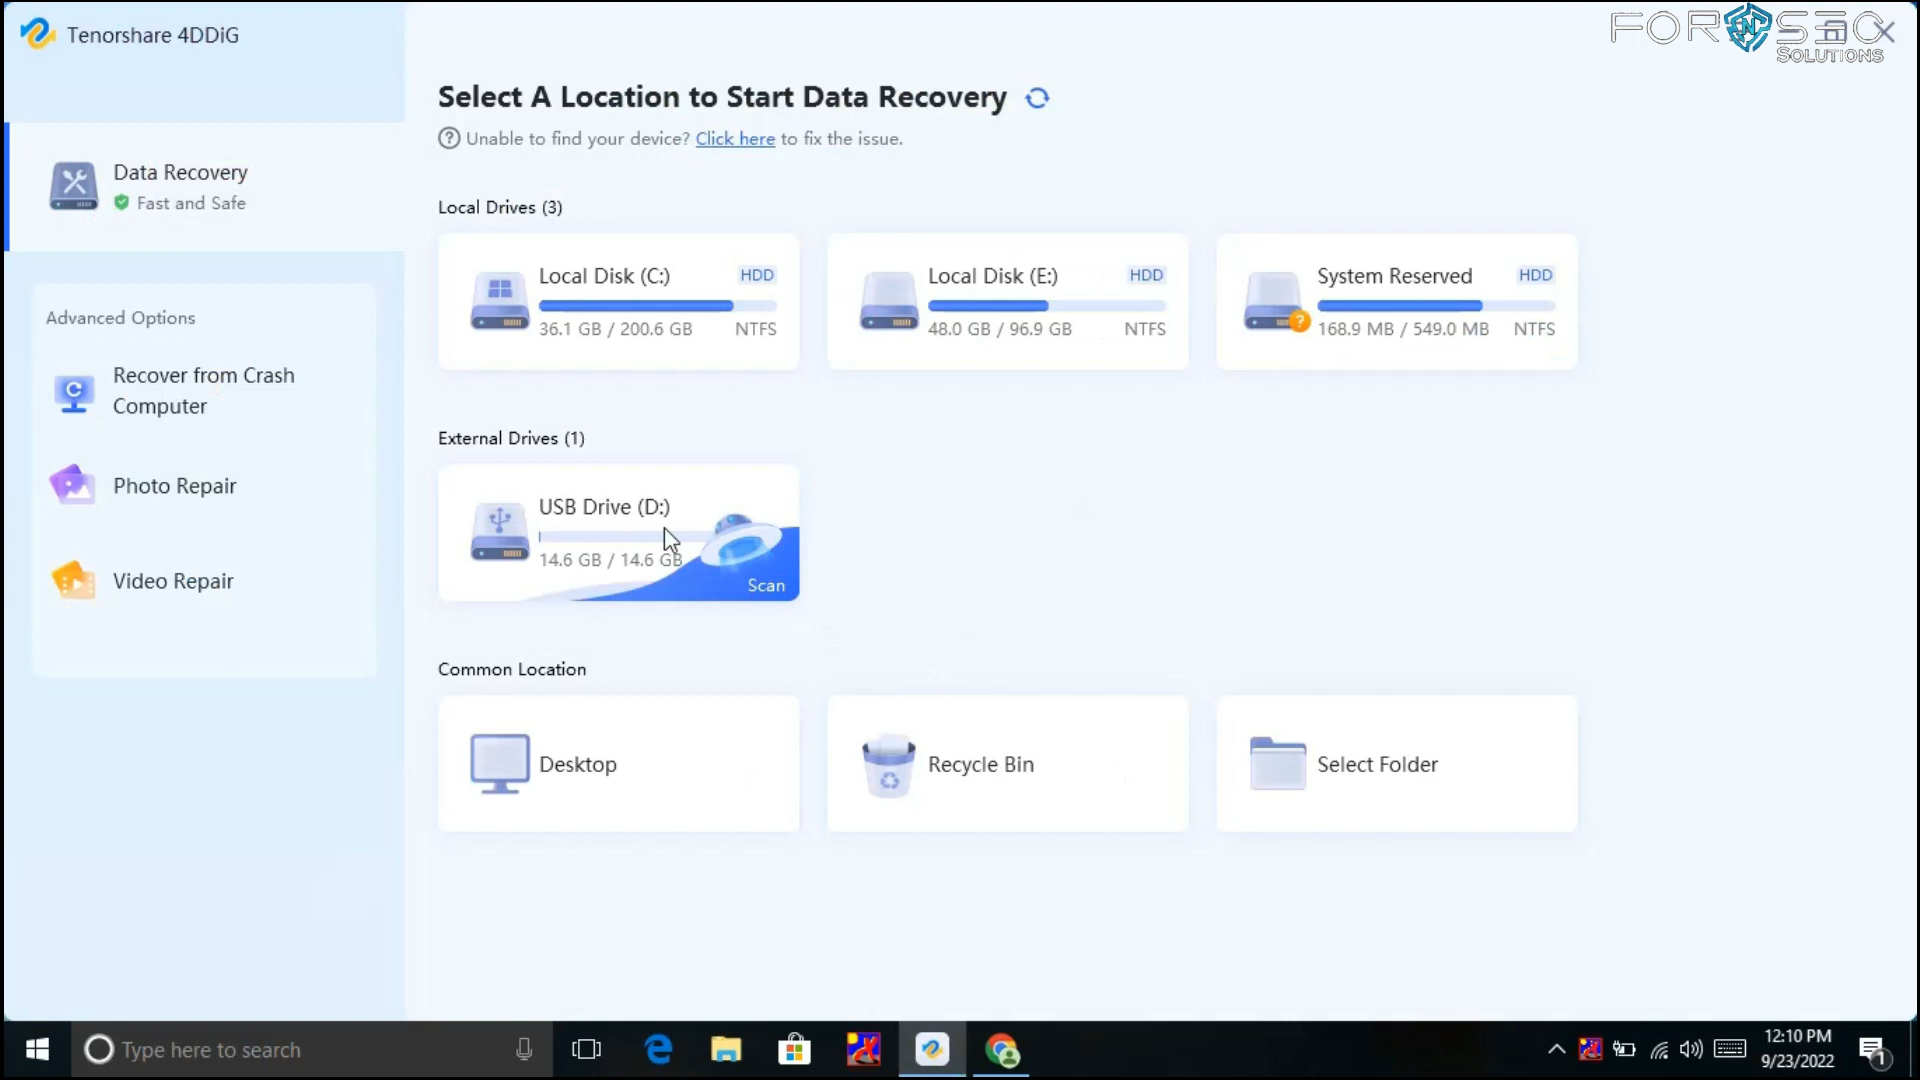 Tenorshare 4DDiG
FORENSEC
SOLUTIONS
Select A Location to Start Data Recovery
Unable to find your device? Click here to fix the issue.
Data Recovery
Fast and Safe
Advanced Options
Recover from Crash
Computer
Photo Repair
Video Repair
Local Drives (3)
Local Disk (C:) HDD
36.1 GB / 200.6 GB NTFS
Local Disk (E:) HDD
48.0 GB / 96.9 GB NTFS
System Reserved HDD
168.9 MB / 549.0 MB NTFS
External Drives (1)
USB Drive (D:)
14.6 GB / 14.6 GB
Scan
Common Location
Desktop
Recycle Bin
Select Folder
Type here to search
12:10 PM
9/23/2022
1